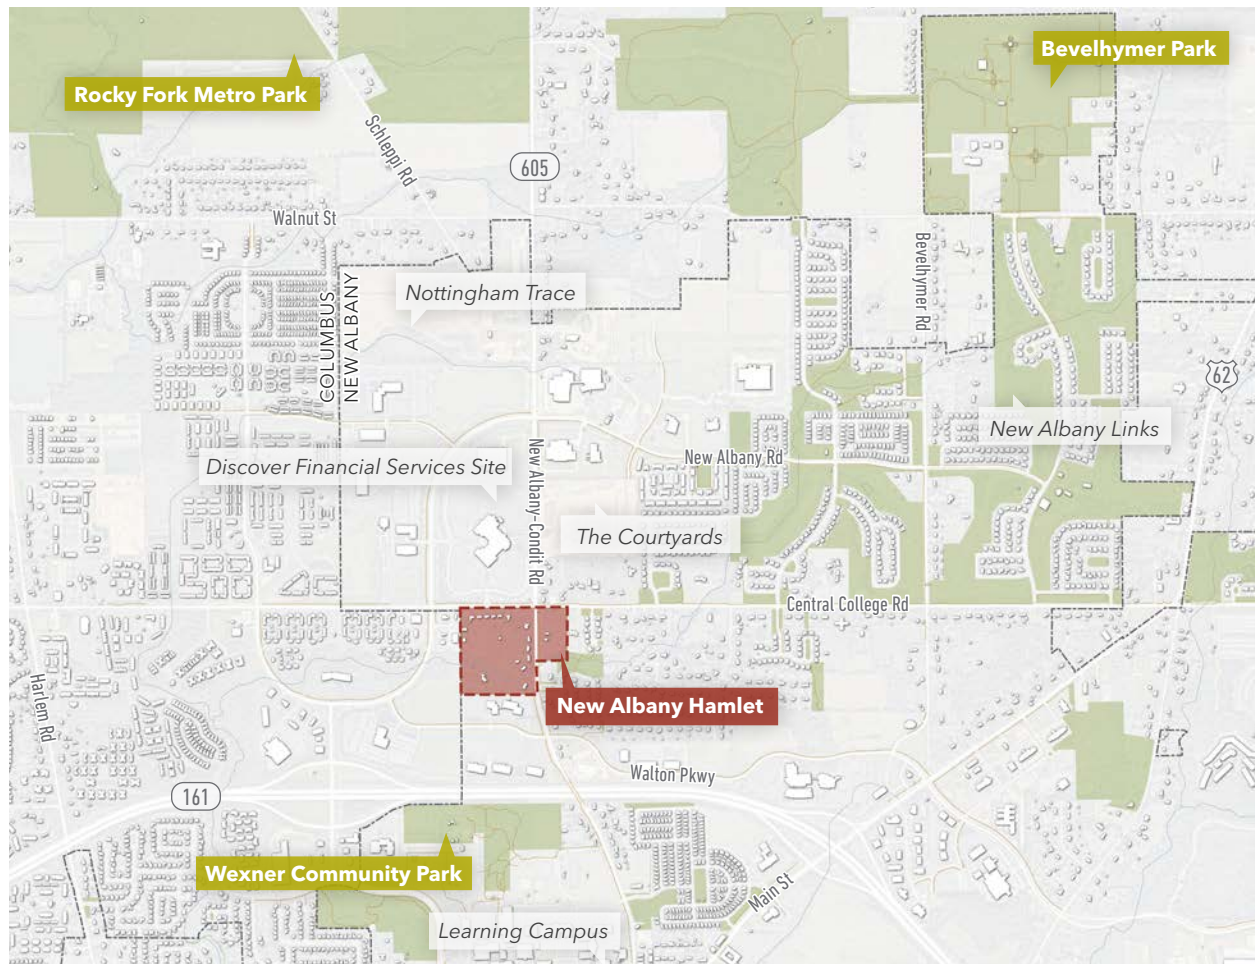 Bevelhymer Park
Rocky Fork Metro Park
Schleppi Rd
605
Walnut St
Bevelhymer Rd
COLUMBUS
NEW ALBANY
Nottingham Trace
62
New Albany Links
New Albany Rd
Discover Financial Services Site
New Albany-Condit Rd
The Courtyards
Central College Rd
Harlem Rd
New Albany Hamlet
Walton Pkwy
161
Wexner Community Park
Main St
Learning Campus